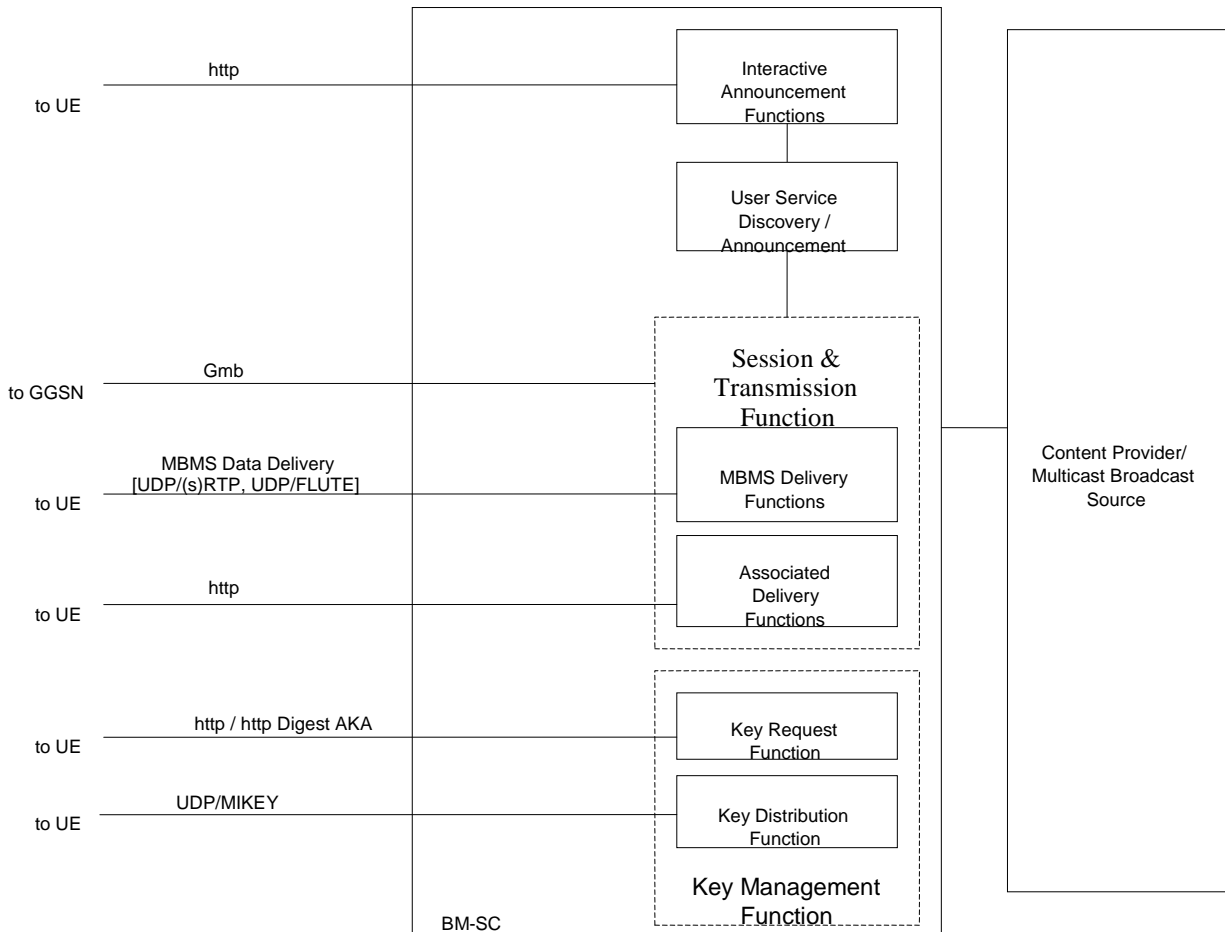 http
to UE
Interactive
Announcement
Functions
User Service
Discovery /
Announcement
Gmb
to GGSN
Session &
Transmission
Function
MBMS Data Delivery
[UDP/(s)RTP, UDP/FLUTE]
to UE
MBMS Delivery
Functions
http
to UE
Associated
Delivery
Functions
http / http Digest AKA
to UE
Key Request
Function
UDP/MIKEY
to UE
Key Distribution
Function
Key Management
Function
BM-SC
Content Provider/
Multicast Broadcast
Source